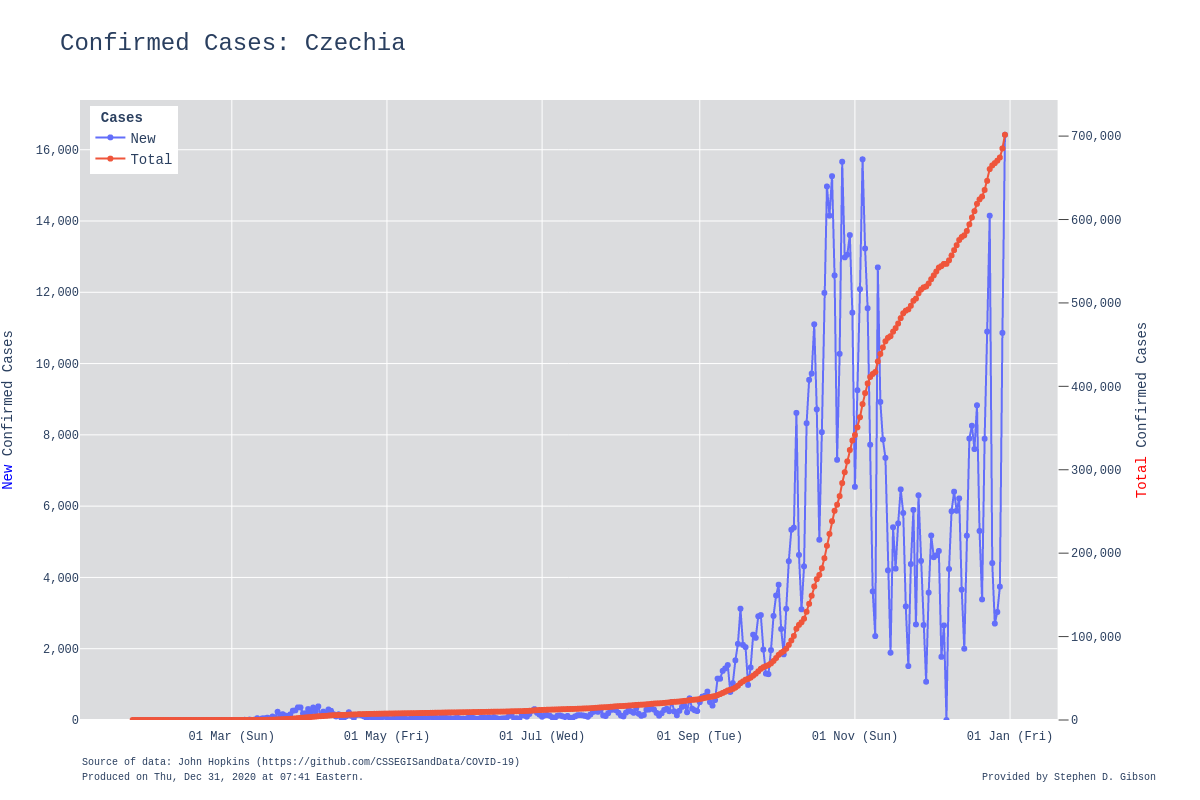 Confirmed Cases: Czechia
Cases
New
Total
16,000
14,000
12,000
10,000
8,000
6,000
4,000
2,000
0
New Confirmed Cases
700,000
600,000
500,000
400,000
300,000
200,000
100,000
0
Total Confirmed Cases
01 Mar (Sun)
01 May (Fri)
01 Jul (Wed)
01 Sep (Tue)
01 Nov (Sun)
01 Jan (Fri)
Source of data: John Hopkins (https://github.com/CSSEGISandData/COVID-19)
Produced on Thu, Dec 31, 2020 at 07:41 Eastern.
Provided by Stephen D. Gibson